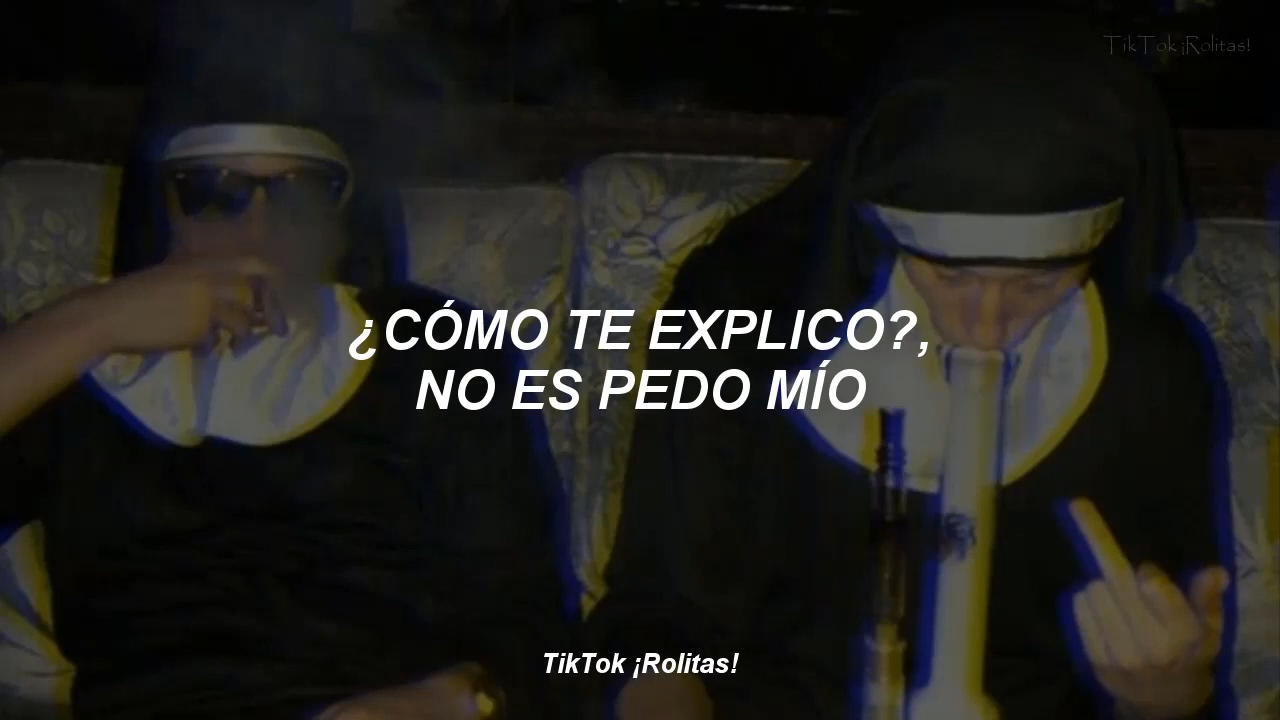 TikTok ¡Rolitas!
¿CÓMO TE EXPLICO?,
NO ES PEDO MÍO
TikTok ¡Rolitas!